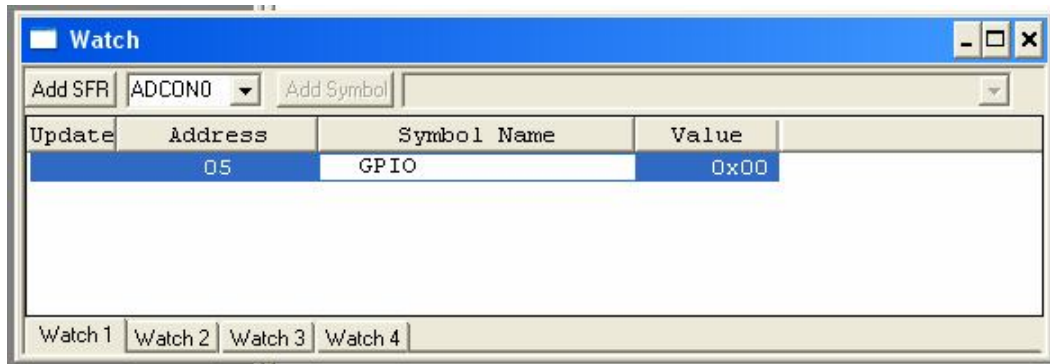 Watch
Add SFR ADCON0 Add Symbol
Update Address Symbol Name Value
05 GPIO 0x00
Watch 1 Watch 2 Watch 3 Watch 4